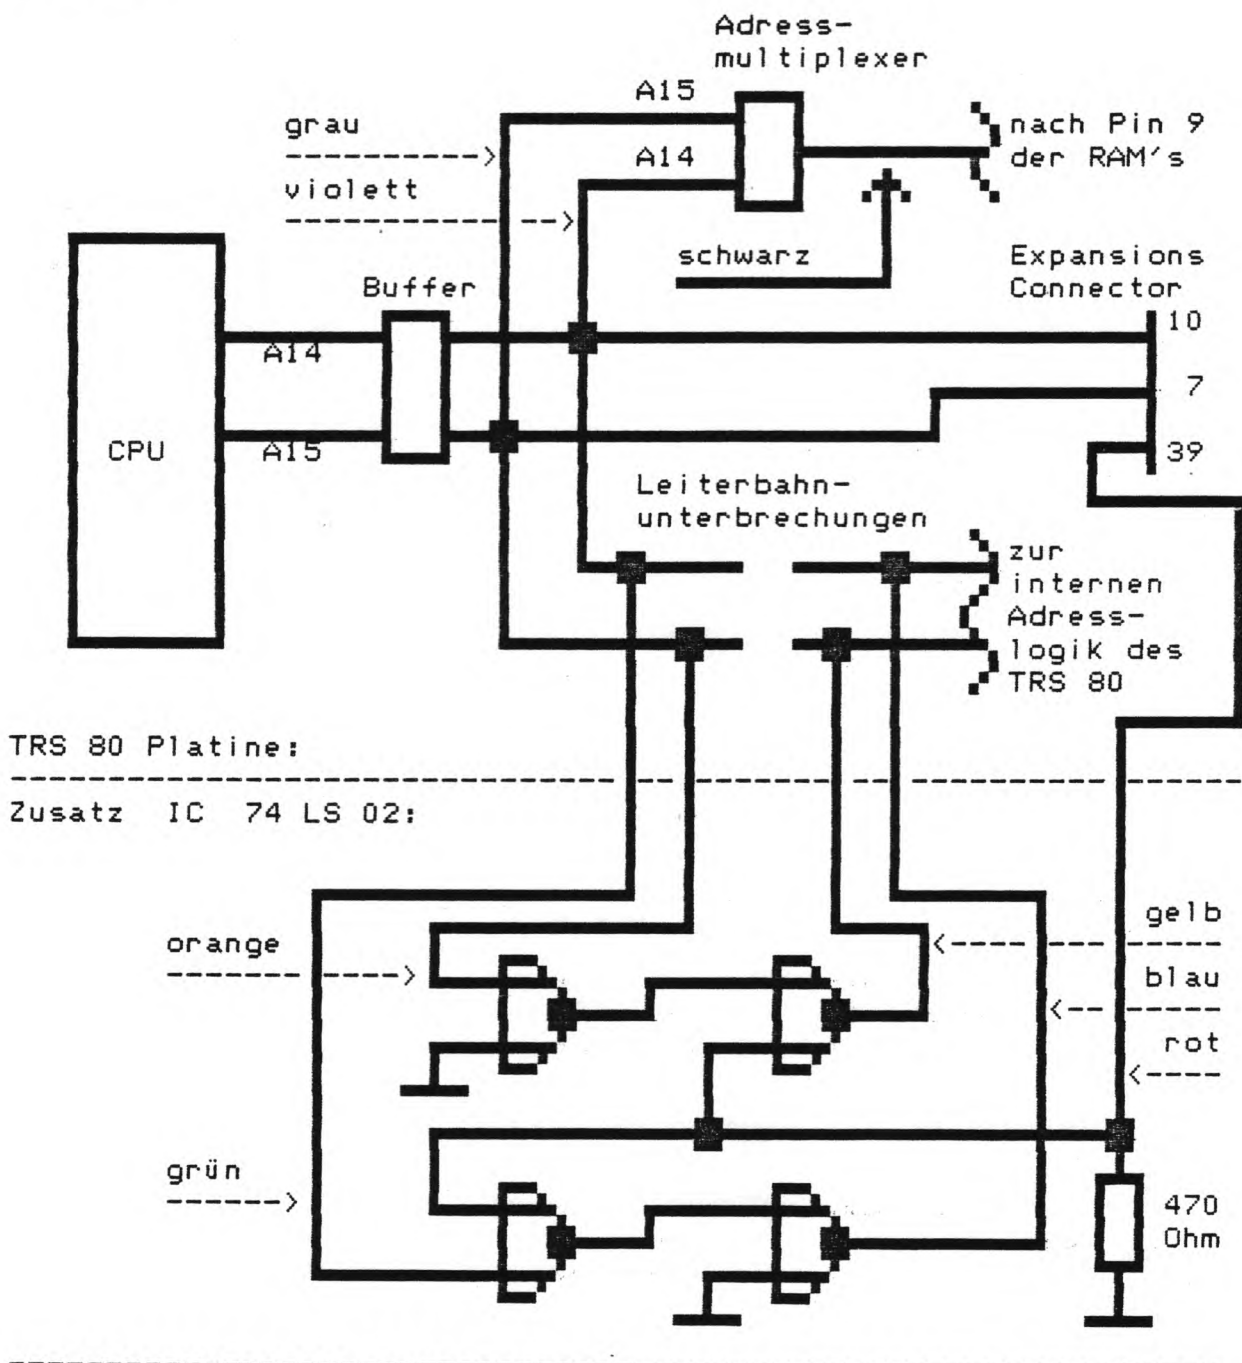 Adress-
multiplexer
A15
grau
nach Pin 9
A14
der RAM's
violett
schwarz
Expansions
Buffer
Connector
10
A14
7
CPU
A15
39
Leiterbahn-
unterbrechungen
zur
internen
Adress-
logik des
TRS 80
TRS 80 Platine:
Zusatz IC 74 LS 02:
gelb
orange
blau
rot
grün
470
Ohm